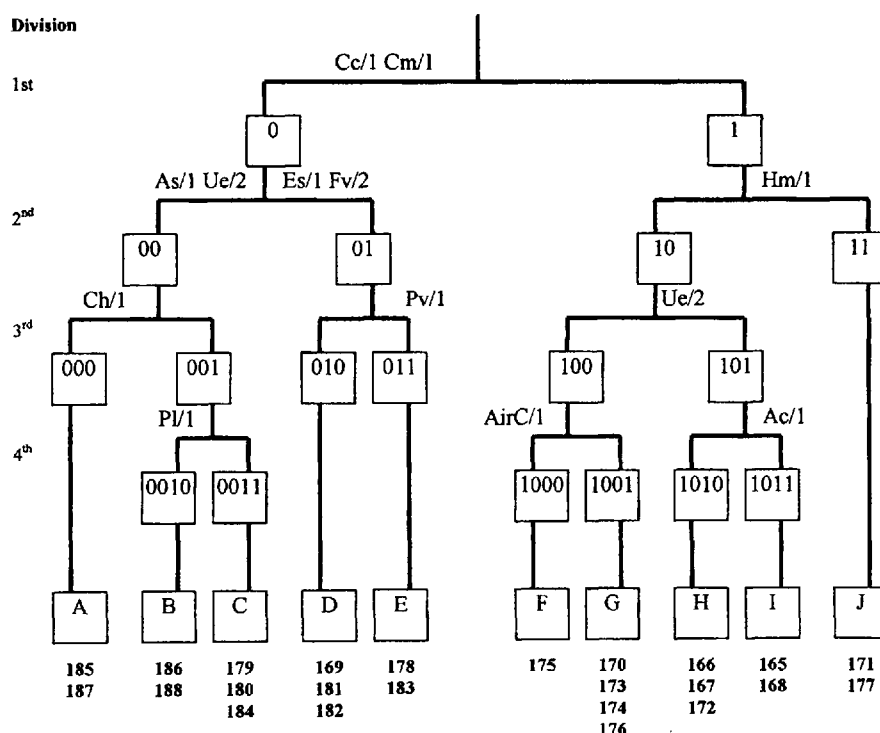 Division
Cc/1 Cm/1
1st
0 1
As/1 Ue/2 Es/1 Fv/2 Hm/1
2nd
00 01 10 11
Ch/1 Pv/1 Ue/2
3rd
000 001 010 011 100 101
Pl/1 AirC/1 Ac/1
4th
0010 0011 1000 1001 1010 1011
A B C D E F G H I J
185 186 179 169 178 175 170 166 165 171
187 188 180 181 183 173 167 168 177
184 182 174 172
176